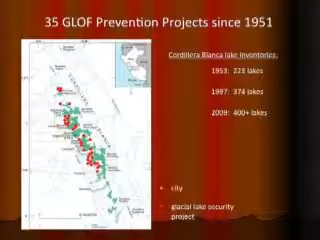 35 GLOF Prevention Projects since 1951
Cordillera Blanca lake inventories:
1953: 223 lakes
1997: 374 lakes
2009: 400+ lakes
city
glacial lake security
project